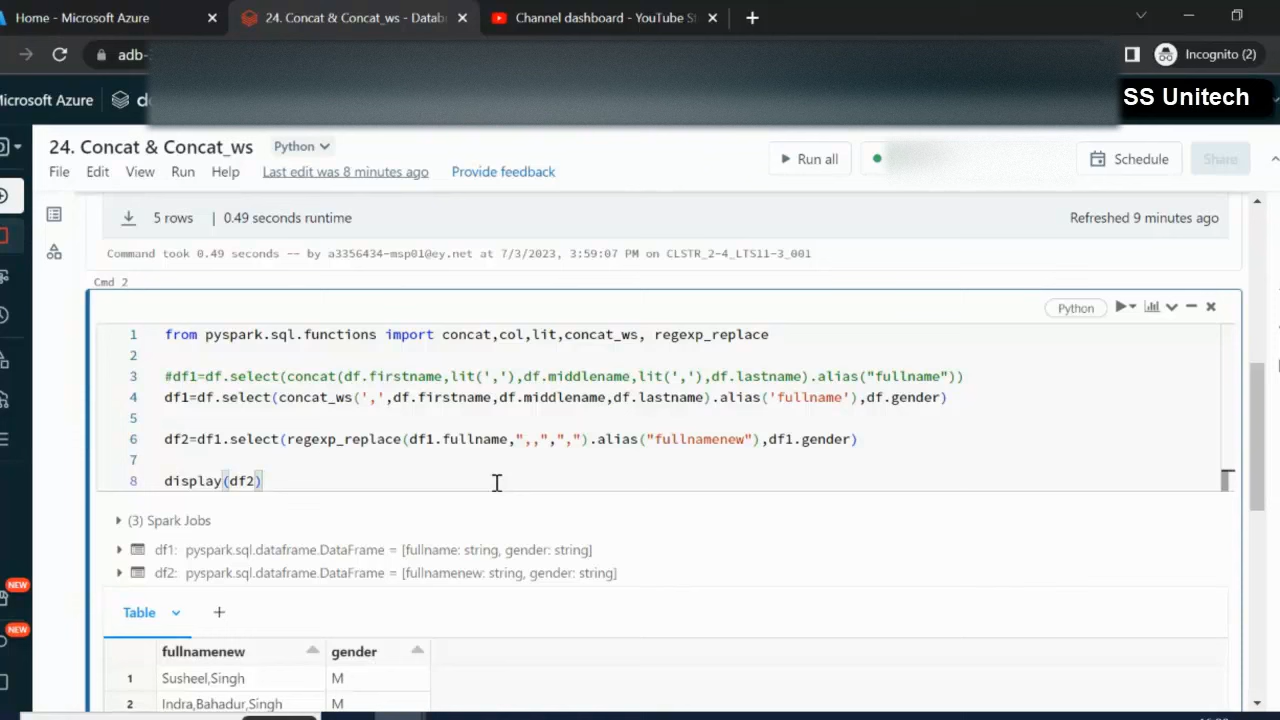 Home - Microsoft Azure
24. Concat & Concat_ws - Datab
Channel dashboard - YouTube S
adb-
Incognito (2)
Microsoft Azure
SS Unitech
24. Concat & Concat_ws Python
Run all
Schedule
Share
File Edit View Run Help Last edit was 8 minutes ago Provide feedback
5 rows | 0.49 seconds runtime
Refreshed 9 minutes ago
Command took 0.49 seconds -- by a3356434-msp01@ey.net at 7/3/2023, 3:59:07 PM on CLSTR_2-4_LTS11-3_001
Cmd 2
Python
1 from pyspark.sql.functions import concat,col,lit,concat_ws, regexp_replace
2
3 #df1=df.select(concat(df.firstname,lit(','),df.middlename,lit(','),df.lastname).alias("fullname"))
4 df1=df.select(concat_ws(',',df.firstname,df.middlename,df.lastname).alias('fullname'),df.gender)
5
6 df2=df1.select(regexp_replace(df1.fullname,",,",",").alias("fullnamenew"),df1.gender)
7
8 display(df2)
(3) Spark Jobs
df1: pyspark.sql.dataframe.DataFrame = [fullname: string, gender: string]
df2: pyspark.sql.dataframe.DataFrame = [fullnamenew: string, gender: string]
NEW
Table +
NEW
fullnamenew gender
1 Susheel,Singh M
2 Indra,Bahadur,Singh M